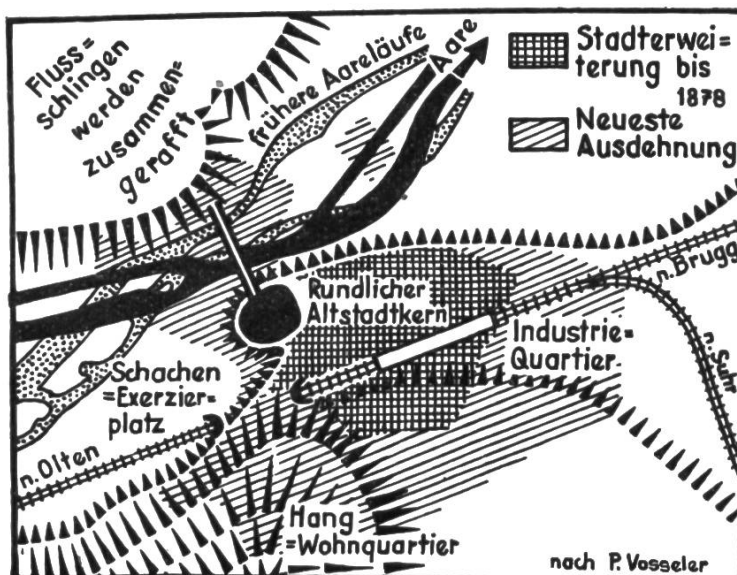 Fluss=
schlingen
werden
zusammen=
gerafft
frühere Aareläufe
Aare
Stadterwei=
terung bis
1878
Neueste
Ausdehnung
n. Brugg
n. Suhr
Rundlicher
Altstadtkern
Industrie=
Quartier
Schachen
=Exerzier=
platz
n. Olten
Hang
=Wohnquartier
nach P. Vosseler